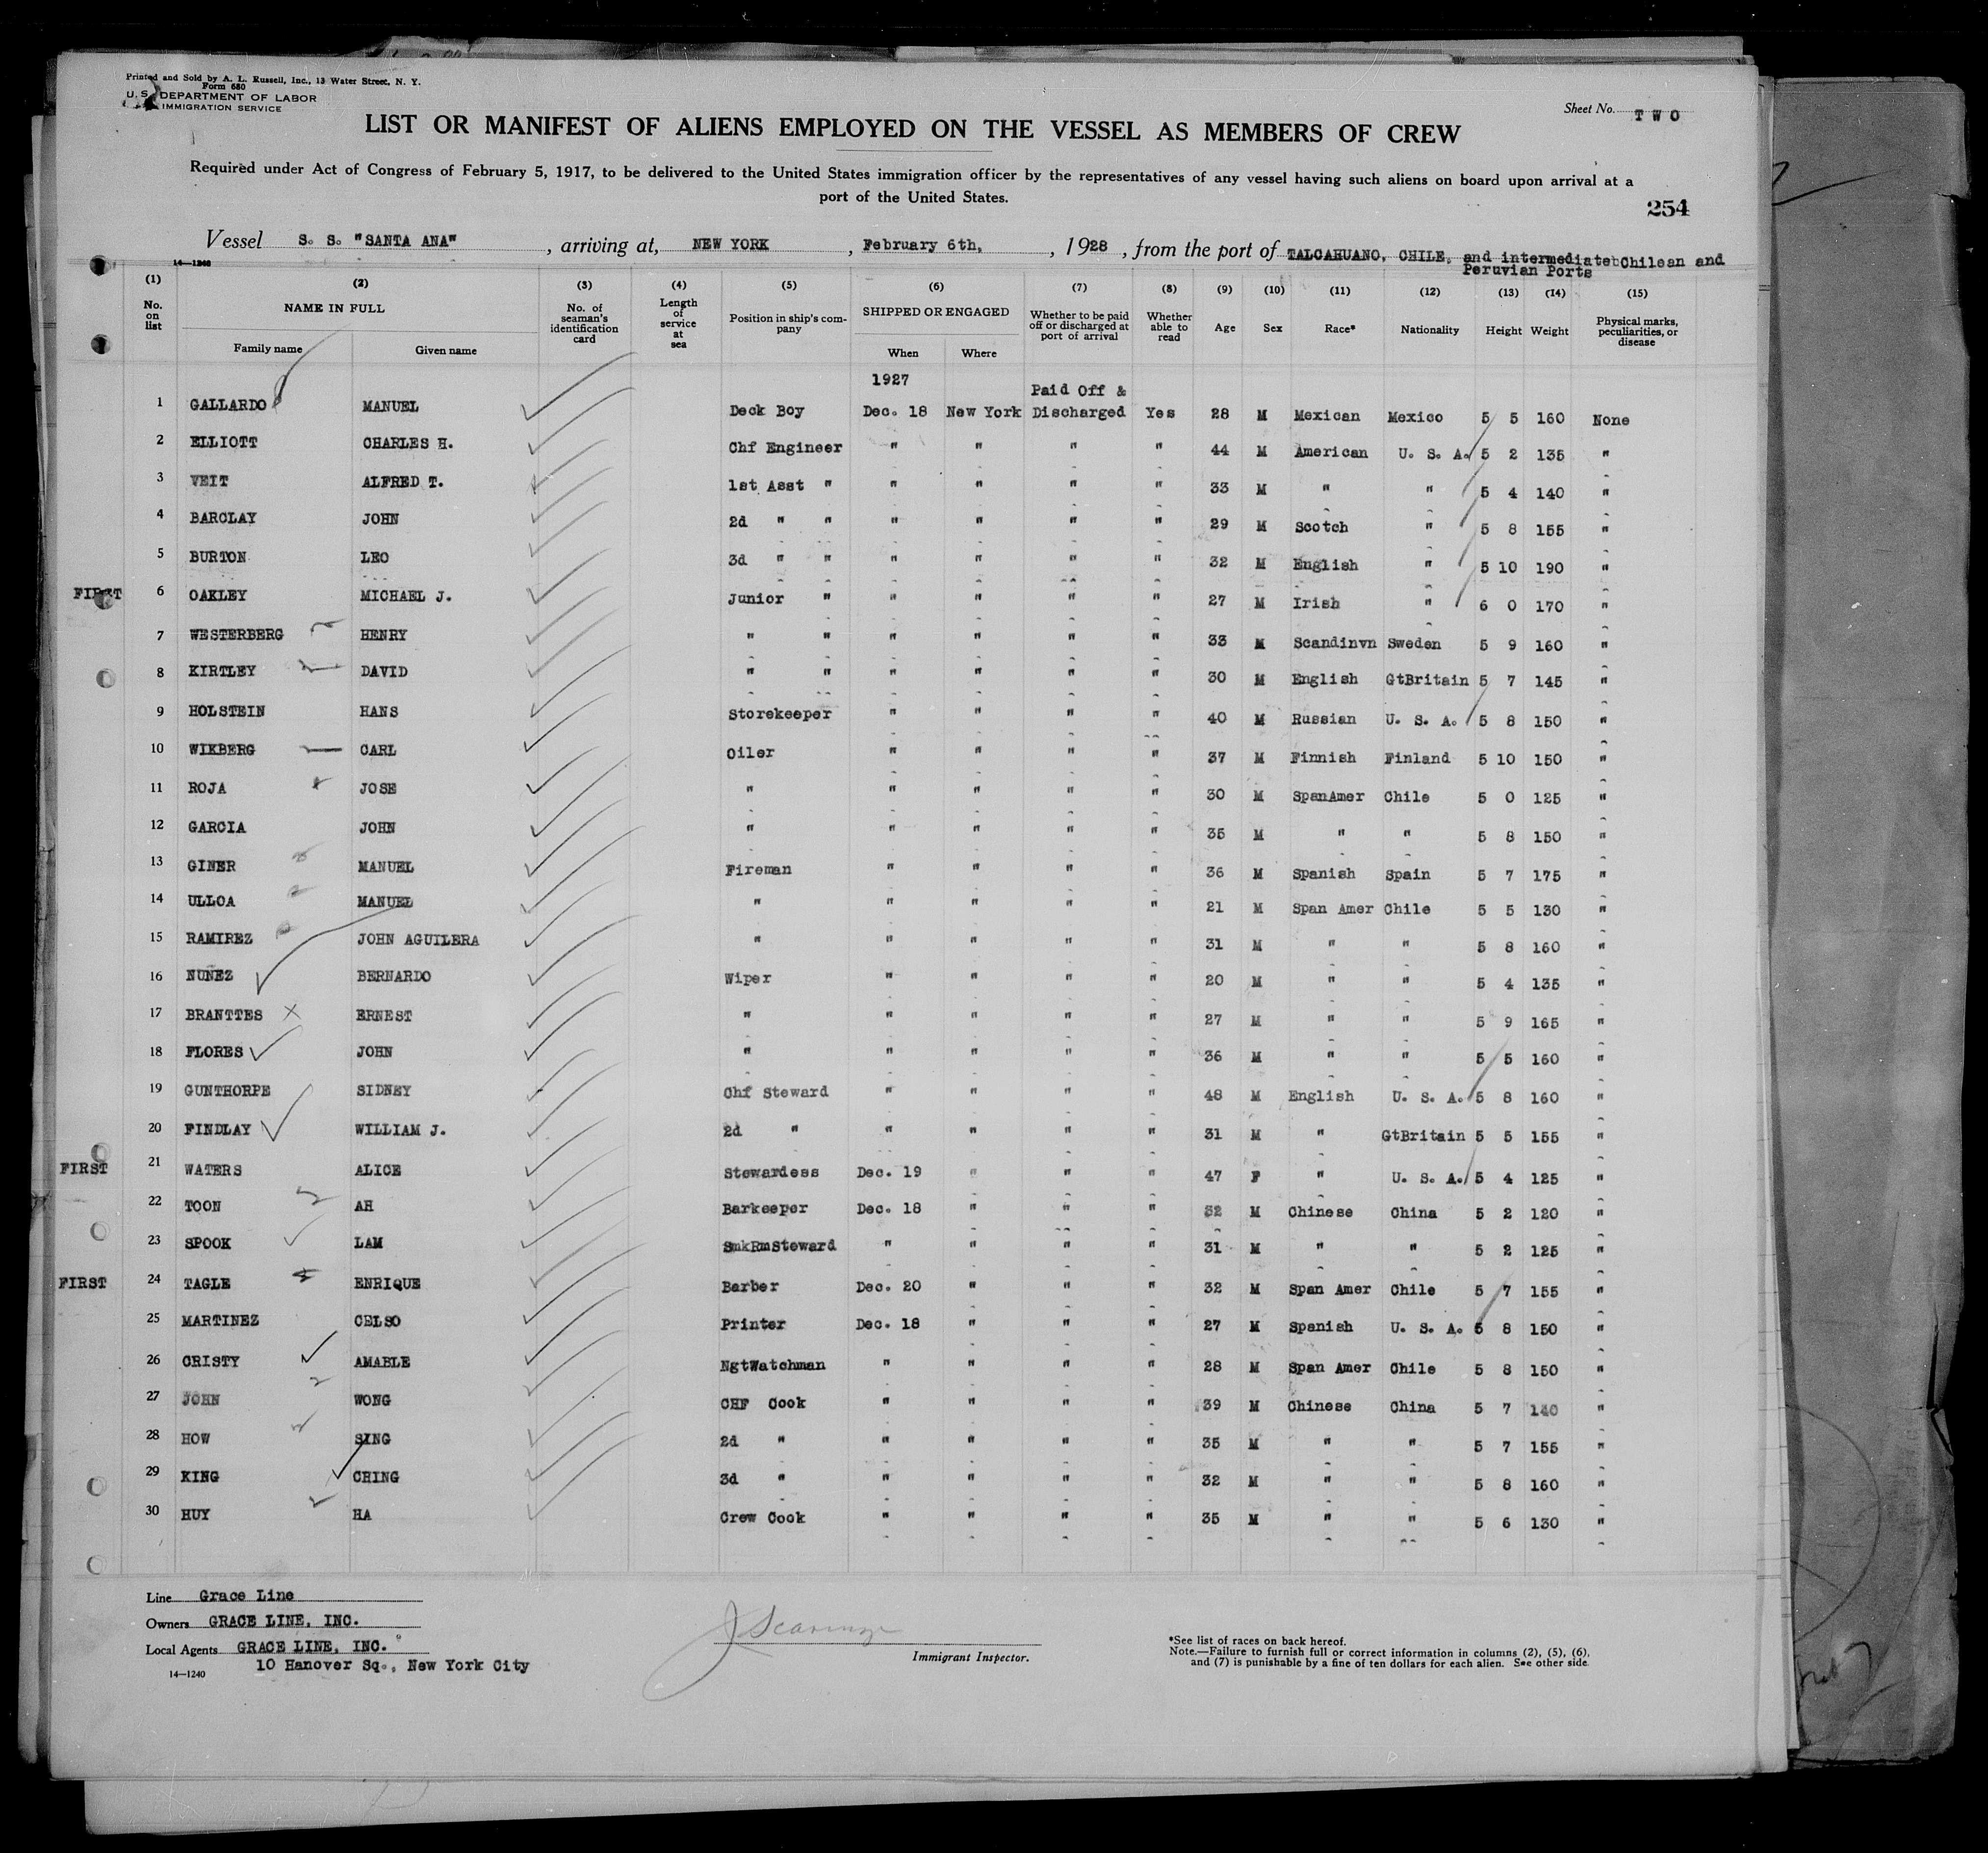 Printed and Sold by A. L. Russell, Inc., 13 Water Street, N. Y.
Form 680
U. S. DEPARTMENT OF LABOR
IMMIGRATION SERVICE
Sheet No. TWO
LIST OR MANIFEST OF ALIENS EMPLOYED ON THE VESSEL AS MEMBERS OF CREW
Required under Act of Congress of February 5, 1917, to be delivered to the United States immigration officer by the representatives of any vessel having such aliens on board upon arrival at a
port of the United States.
254
Vessel S. S. "SANTA ANA", arriving at, NEW YORK, February 6th, , 1928, from the port of TALCAHUANO, CHILE, and intermediate Chilean and
Peruvian Ports
14—1240
(1) (2) (3) (4) (5) (6) (7) (8) (9) (10) (11) (12) (13) (14) (15)
No. on list NAME IN FULL Family name Given name No. of seaman's identification card Length of service at sea Position in ship's company SHIPPED OR ENGAGED When Where Whether to be paid off or discharged at port of arrival Whether able to read Age Sex Race* Nationality Height Weight Physical marks, peculiarities, or disease
1927 Paid Off &
1 GALLARDO MANUEL Deck Boy Dec. 18 New York Discharged Yes 28 M Mexican Mexico 5 5 160 None
2 ELLIOTT CHARLES H. Chf Engineer " " " " 44 M American U. S. A. 5 2 135 "
3 VEIT ALFRED T. 1st Asst " " " " " 33 M " " 5 4 140 "
4 BARCLAY JOHN 2d " " " " " " 29 M Scotch " 5 8 155 "
5 BURTON LEO 3d " " " " " " 32 M English " 5 10 190 "
FIRST 6 OAKLEY MICHAEL J. Junior " " " " " 27 M Irish " 6 0 170 "
7 WESTERBERG HENRY " " " " " " 33 M Scandinvn Sweden 5 9 160 "
8 KIRTLEY DAVID " " " " " " 30 M English GtBritain 5 7 145 "
9 HOLSTEIN HANS Storekeeper " " " " 40 M Russian U. S. A. 5 8 150 "
10 WIKBERG CARL Oiler " " " " 37 M Finnish Finland 5 10 150 "
11 ROJA JOSE " " " " " 30 M SpanAmer Chile 5 0 125 "
12 GARCIA JOHN " " " " " 35 M " " 5 8 150 "
13 GINER MANUEL Fireman " " " " 36 M Spanish Spain 5 7 175 "
14 ULLOA MANUEL " " " " " 21 M Span Amer Chile 5 5 130 "
15 RAMIREZ JOHN AGUILERA " " " " " 31 M " " 5 8 160 "
16 NUNEZ BERNARDO Wiper " " " " 20 M " " 5 4 135 "
17 BRANTTES ERNEST " " " " " 27 M " " 5 9 165 "
18 FLORES JOHN " " " " " 36 M " " 5 5 160 "
19 GUNTHORPE SIDNEY Chf Steward " " " " 48 M English U. S. A. 5 8 160 "
20 FINDLAY WILLIAM J. 2d " " " " " 31 M " GtBritain 5 5 155 "
FIRST 21 WATERS ALICE Stewardess Dec. 19 " " " 47 F " U. S. A. 5 4 125 "
22 TOON AH Barkeeper Dec. 18 " " " 32 M Chinese China 5 2 120 "
23 SPOOK LAM SmkRmSteward " " " " 31 M " " 5 2 125 "
FIRST 24 TAGLE ENRIQUE Barber Dec. 20 " " " 32 M Span Amer Chile 5 7 155 "
25 MARTINEZ CELSO Printer Dec. 18 " " " 27 M Spanish U. S. A. 5 8 150 "
26 CRISTY AMABLE NgtWatchman " " " " 28 M Span Amer Chile 5 8 150 "
27 JOHN WONG CHF Cook " " " " 39 M Chinese China 5 7 140 "
28 HOW SING 2d " " " " " 35 M " " 5 7 155 "
29 KING CHING 3d " " " " " 32 M " " 5 8 160 "
30 HUY HA Crew Cook " " " " 35 M " " 5 6 130 "
Line Grace Line
Owners GRACE LINE, INC.
Local Agents GRACE LINE, INC.
10 Hanover Sq., New York City
14—1240
Immigrant Inspector.
*See list of races on back hereof.
Note.—Failure to furnish full or correct information in columns (2), (5), (6),
and (7) is punishable by a fine of ten dollars for each alien. See other side.